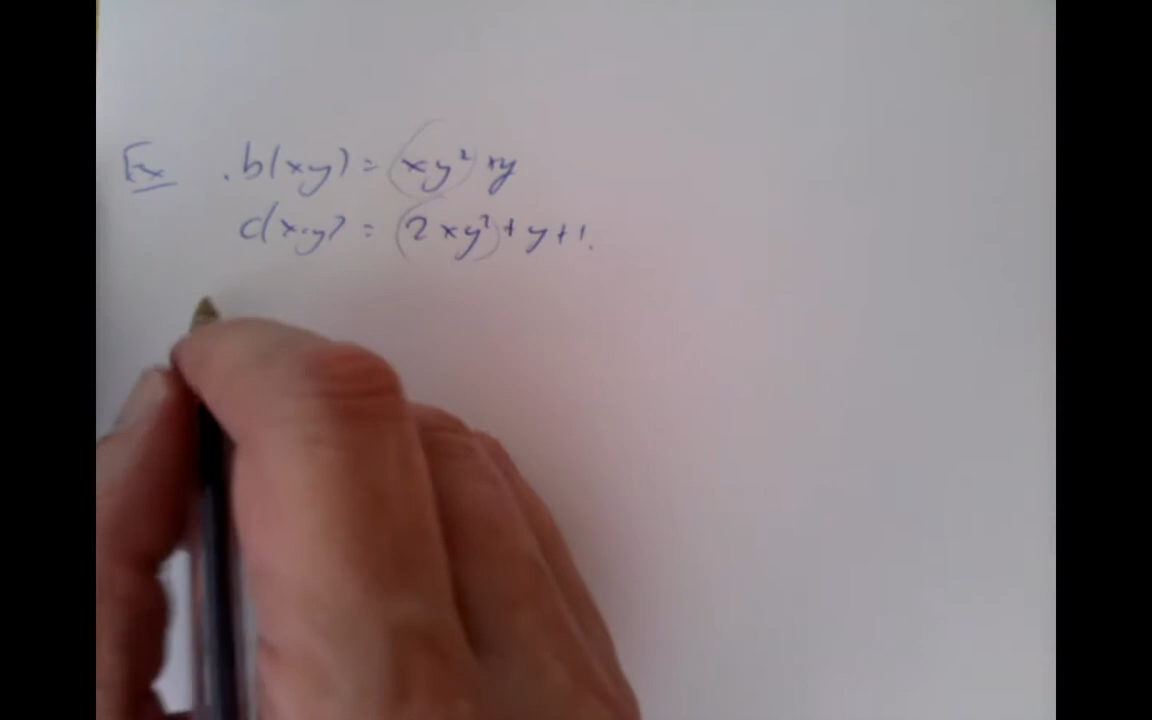 Ex . b(x,y) = (xy²) + y
c(x,y) = (2xy²) + y + 1.